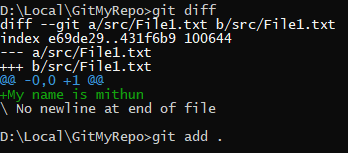 D:\Local\GitMyRepo>git diff
diff --git a/src/File1.txt b/src/File1.txt
index e69de29..431f6b9 100644
--- a/src/File1.txt
+++ b/src/File1.txt
@@ -0,0 +1 @@
+My name is mithun
\ No newline at end of file
D:\Local\GitMyRepo>git add .